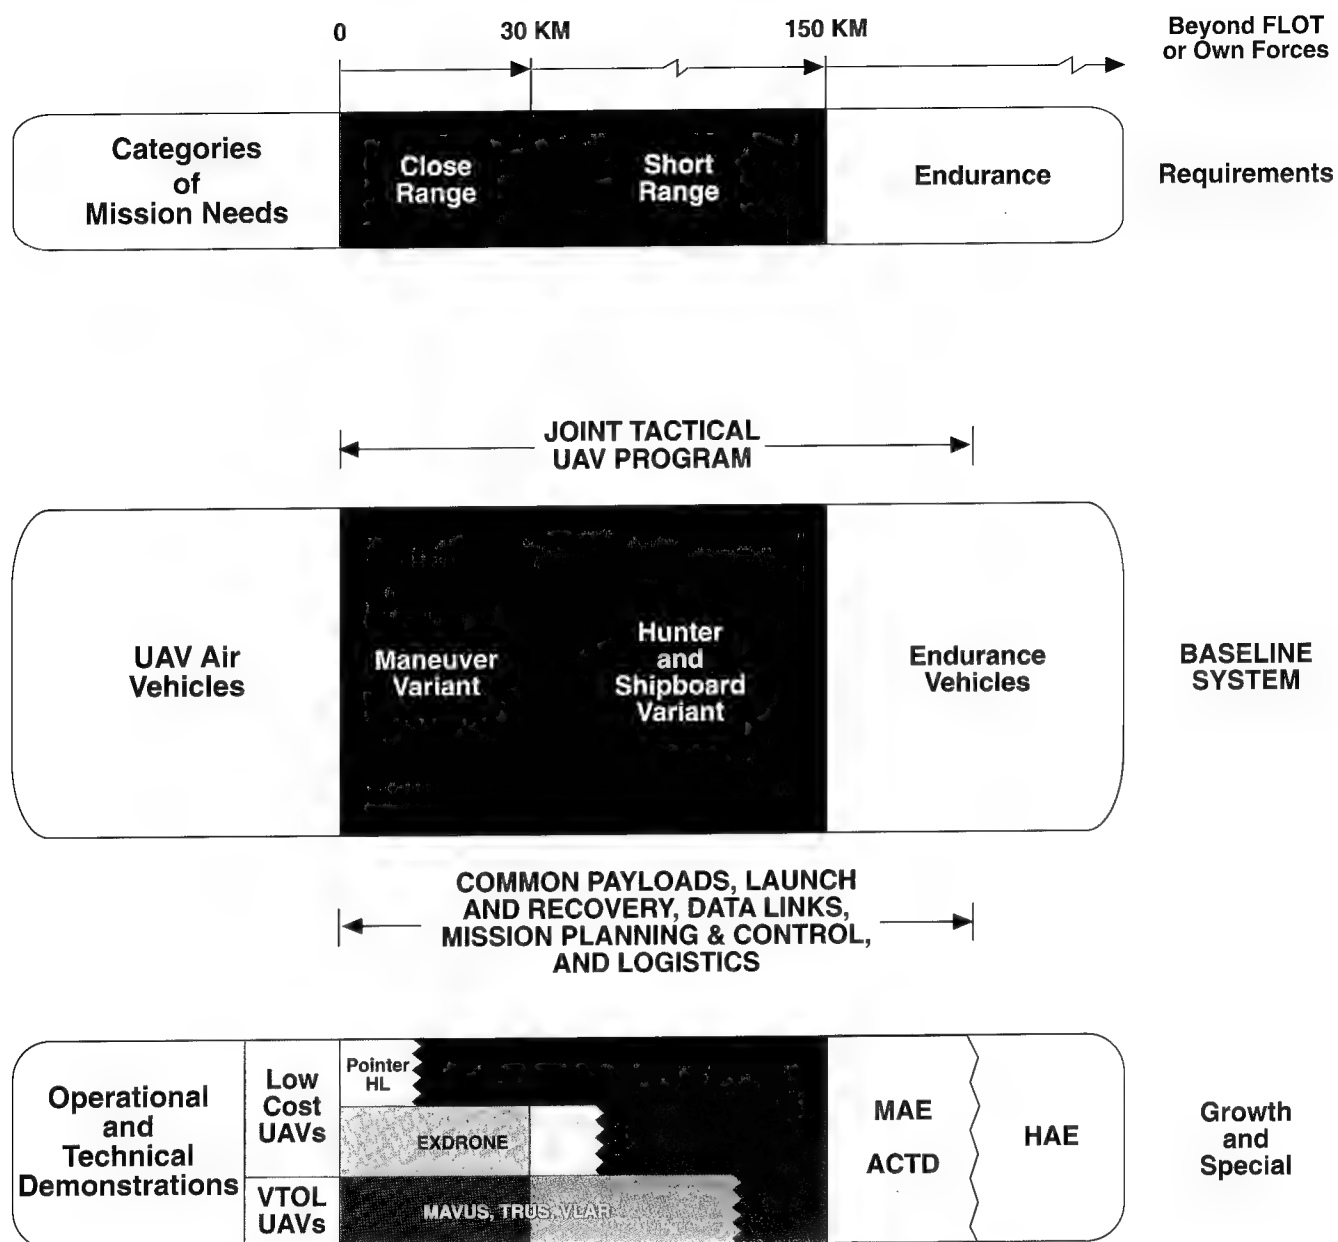 0
30 KM
150 KM
Beyond FLOT
or Own Forces
Categories
of
Mission Needs
Close
Range
Short
Range
Endurance
Requirements
JOINT TACTICAL
UAV PROGRAM
UAV Air
Vehicles
Maneuver
Variant
Hunter
and
Shipboard
Variant
Endurance
Vehicles
BASELINE
SYSTEM
COMMON PAYLOADS, LAUNCH
AND RECOVERY, DATA LINKS,
MISSION PLANNING & CONTROL,
AND LOGISTICS
Operational
and
Technical
Demonstrations
Low
Cost
UAVs
Pointer
HL
EXDRONE
VTOL
UAVs
MAVUS, TRUS, VLAR
MAE
ACTD
HAE
Growth
and
Special